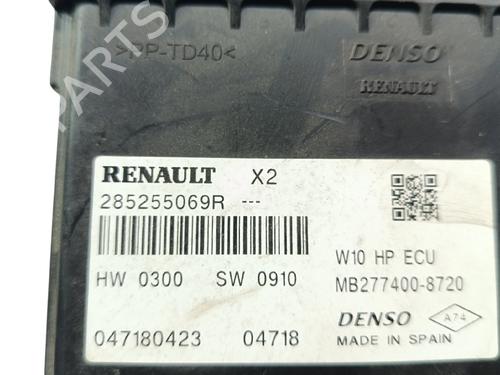 >PP-TD40<
DENSO
RENAULT
RENAULT X2
285255069R ---
W10 HP ECU
HW 0300 SW 0910
MB277400-8720
047180423 04718
DENSO A74
MADE IN SPAIN
B-PARTS